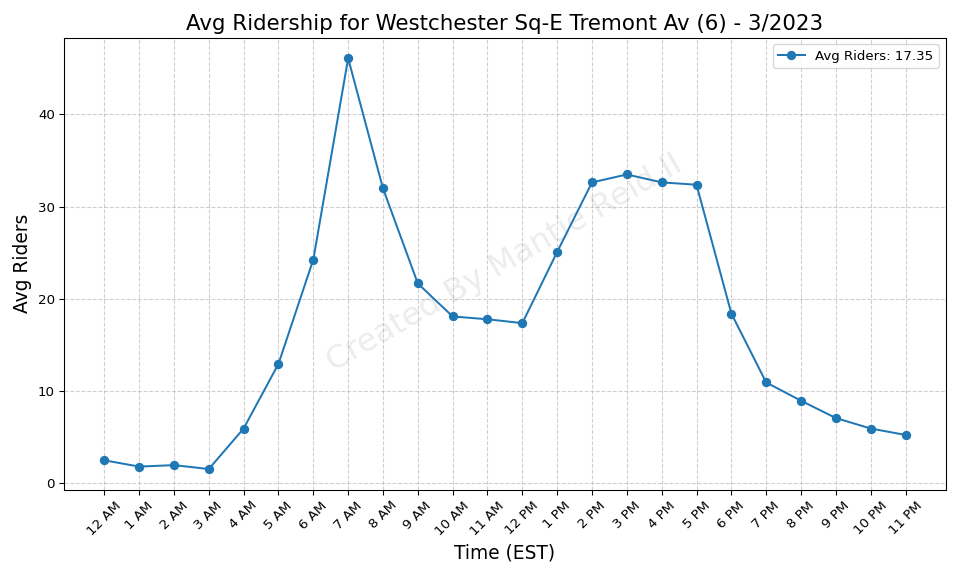 Avg Ridership for Westchester Sq-E Tremont Av (6) - 3/2023
Avg Riders: 17.35
Avg Riders
40
30
20
10
0
Created By Mantle Reid II
12 AM
1 AM
2 AM
3 AM
4 AM
5 AM
6 AM
7 AM
8 AM
9 AM
10 AM
11 AM
12 PM
1 PM
2 PM
3 PM
4 PM
5 PM
6 PM
7 PM
8 PM
9 PM
10 PM
11 PM
Time (EST)